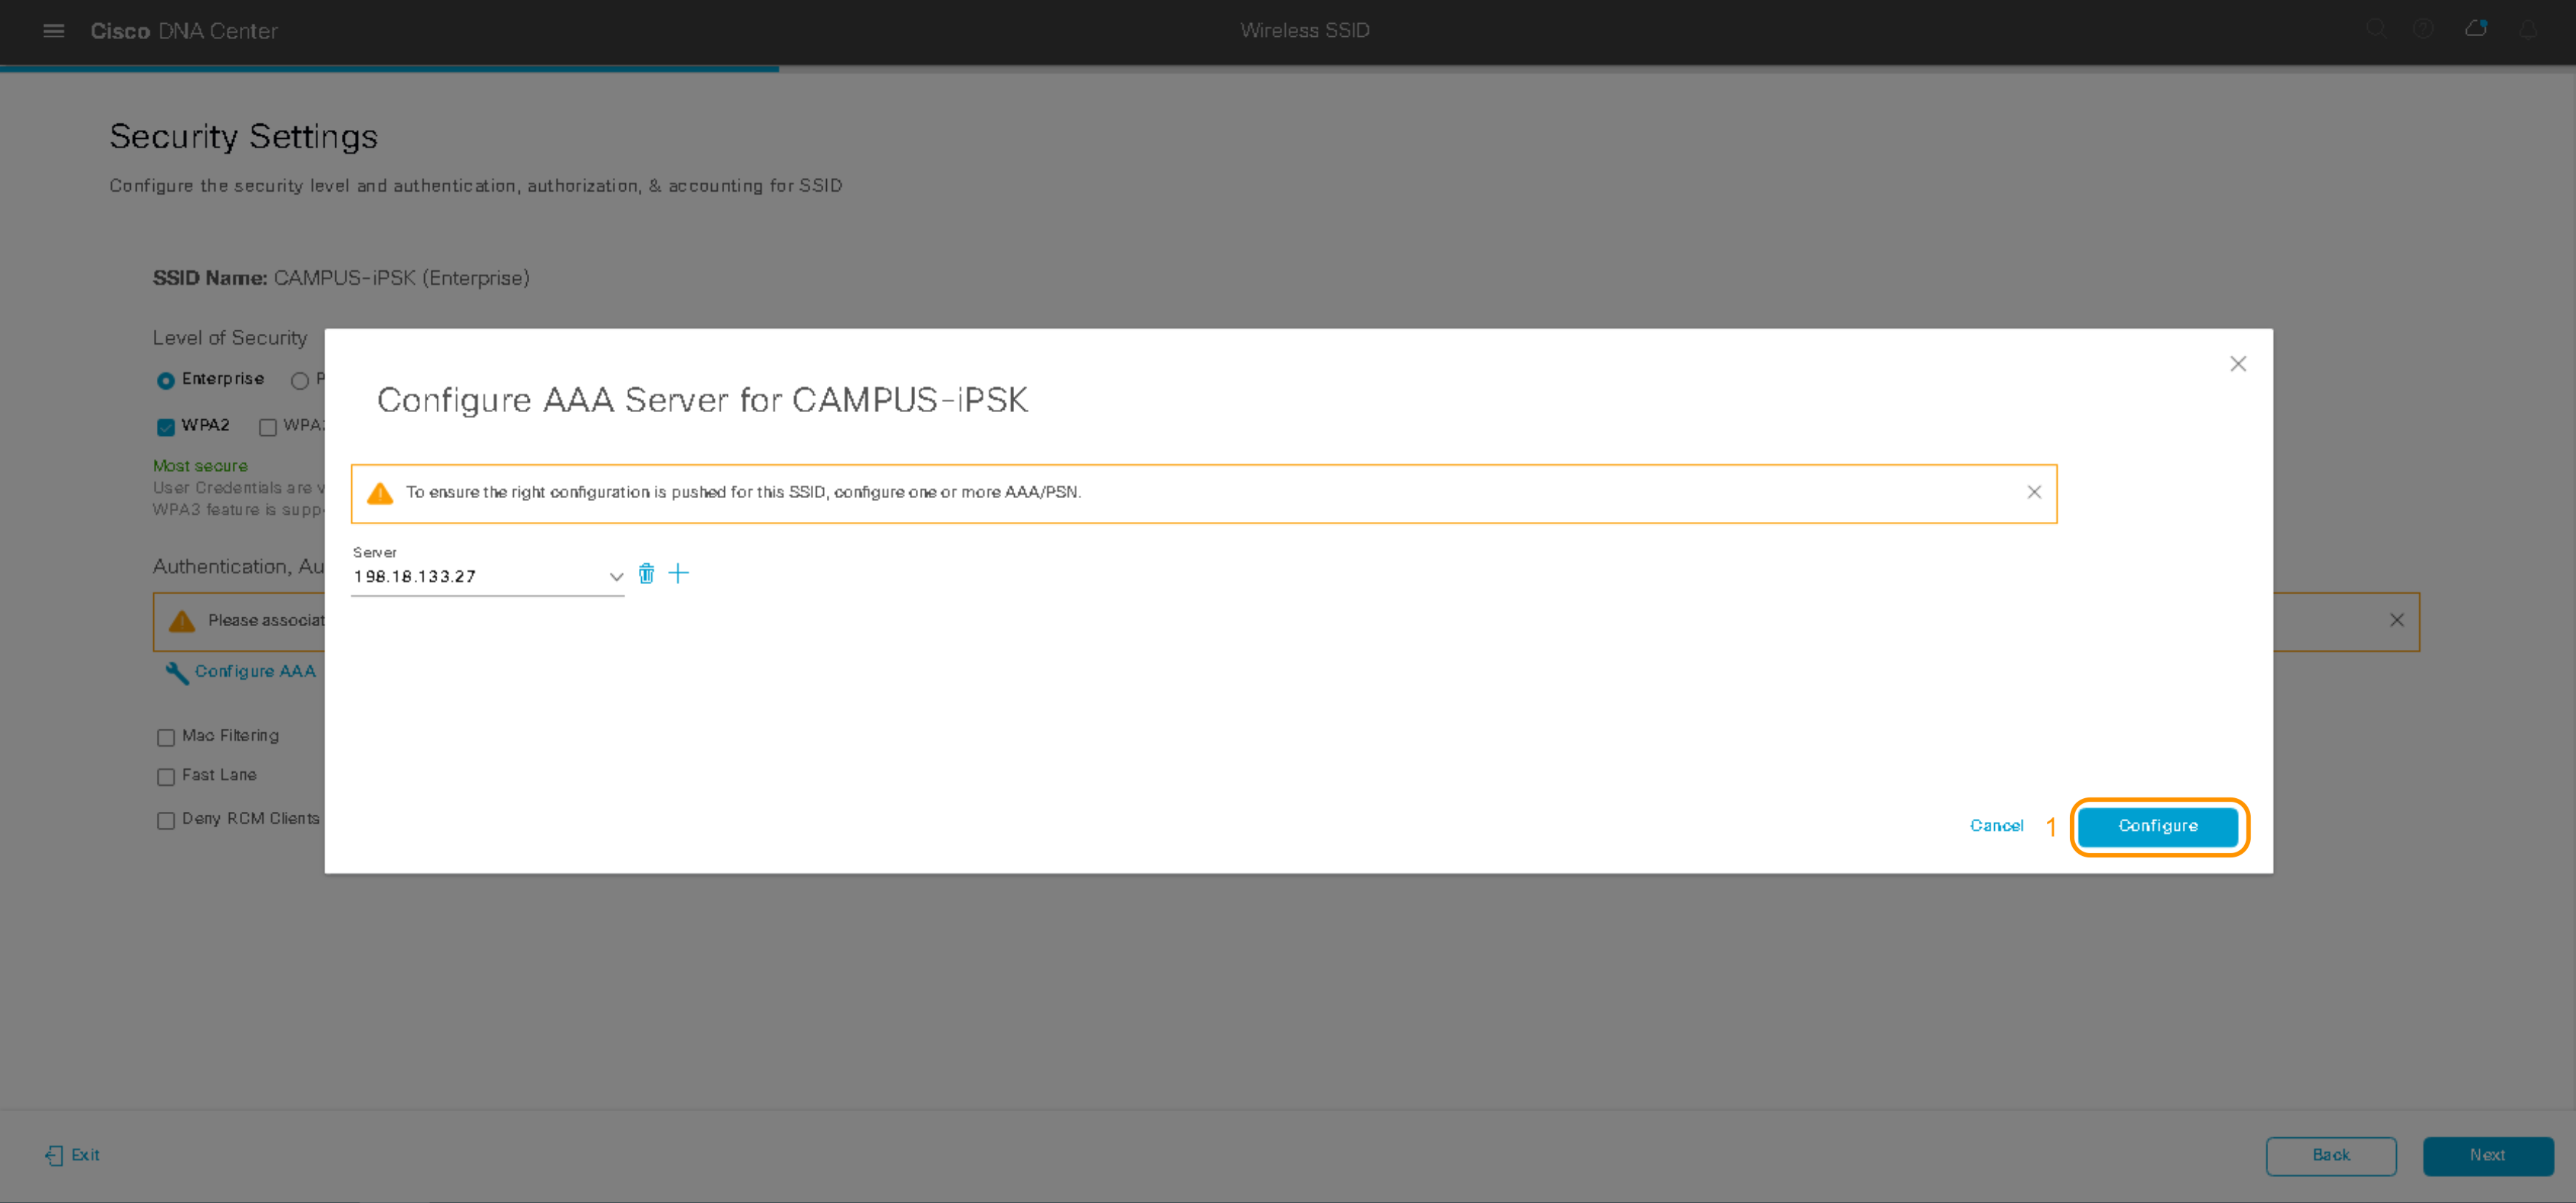 Cisco DNA Center
Wireless SSID
Security Settings
Configure the security level and authentication, authorization, & accounting for SSID
SSID Name: CAMPUS-iPSK (Enterprise)
Level of Security
Enterprise P
WPA2 WPA
Most secure
User Credentials are v
WPA3 feature is supp
Authentication, Au
Please associat
Configure AAA
Mac Filtering
Fast Lane
Deny RCM Clients
Configure AAA Server for CAMPUS-iPSK
To ensure the right configuration is pushed for this SSID, configure one or more AAA/PSN.
Server
198.18.133.27
Cancel 1 Configure
Exit
Back Next